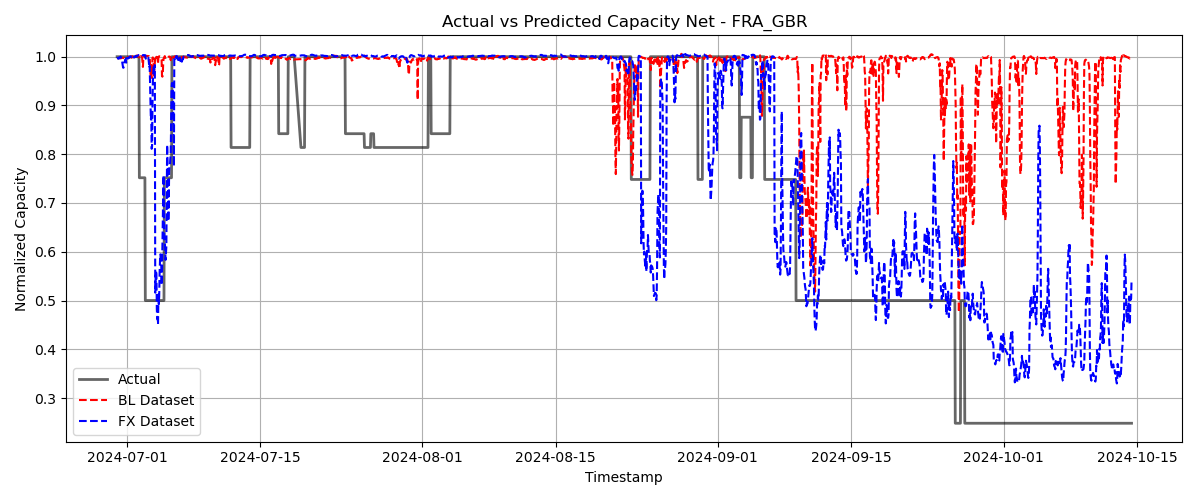 Actual vs Predicted Capacity Net - FRA_GBR
Normalized Capacity
1.0
0.9
0.8
0.7
0.6
0.5
0.4
0.3
Actual
BL Dataset
FX Dataset
2024-07-01
2024-07-15
2024-08-01
2024-08-15
2024-09-01
2024-09-15
2024-10-01
2024-10-15
Timestamp